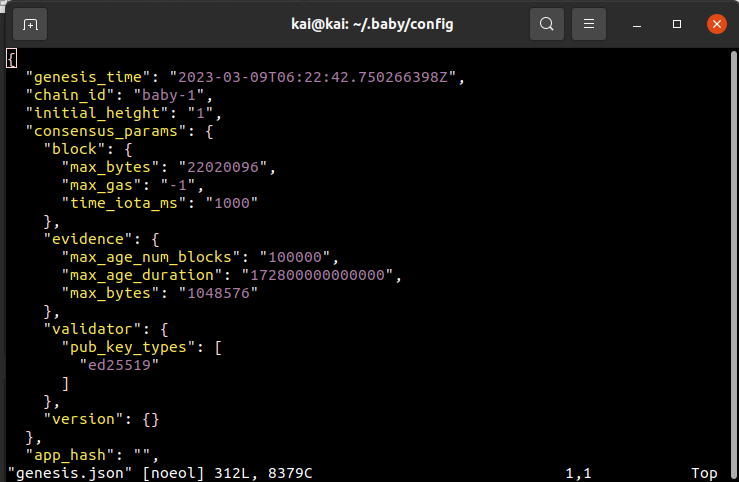 kai@kai: ~/.baby/config
{
  "genesis_time": "2023-03-09T06:22:42.750266398Z",
  "chain_id": "baby-1",
  "initial_height": "1",
  "consensus_params": {
    "block": {
      "max_bytes": "22020096",
      "max_gas": "-1",
      "time_iota_ms": "1000"
    },
    "evidence": {
      "max_age_num_blocks": "100000",
      "max_age_duration": "172800000000000",
      "max_bytes": "1048576"
    },
    "validator": {
      "pub_key_types": [
        "ed25519"
      ]
    },
    "version": {}
  },
  "app_hash": "",
"genesis.json" [noeol] 312L, 8379C 1,1 Top